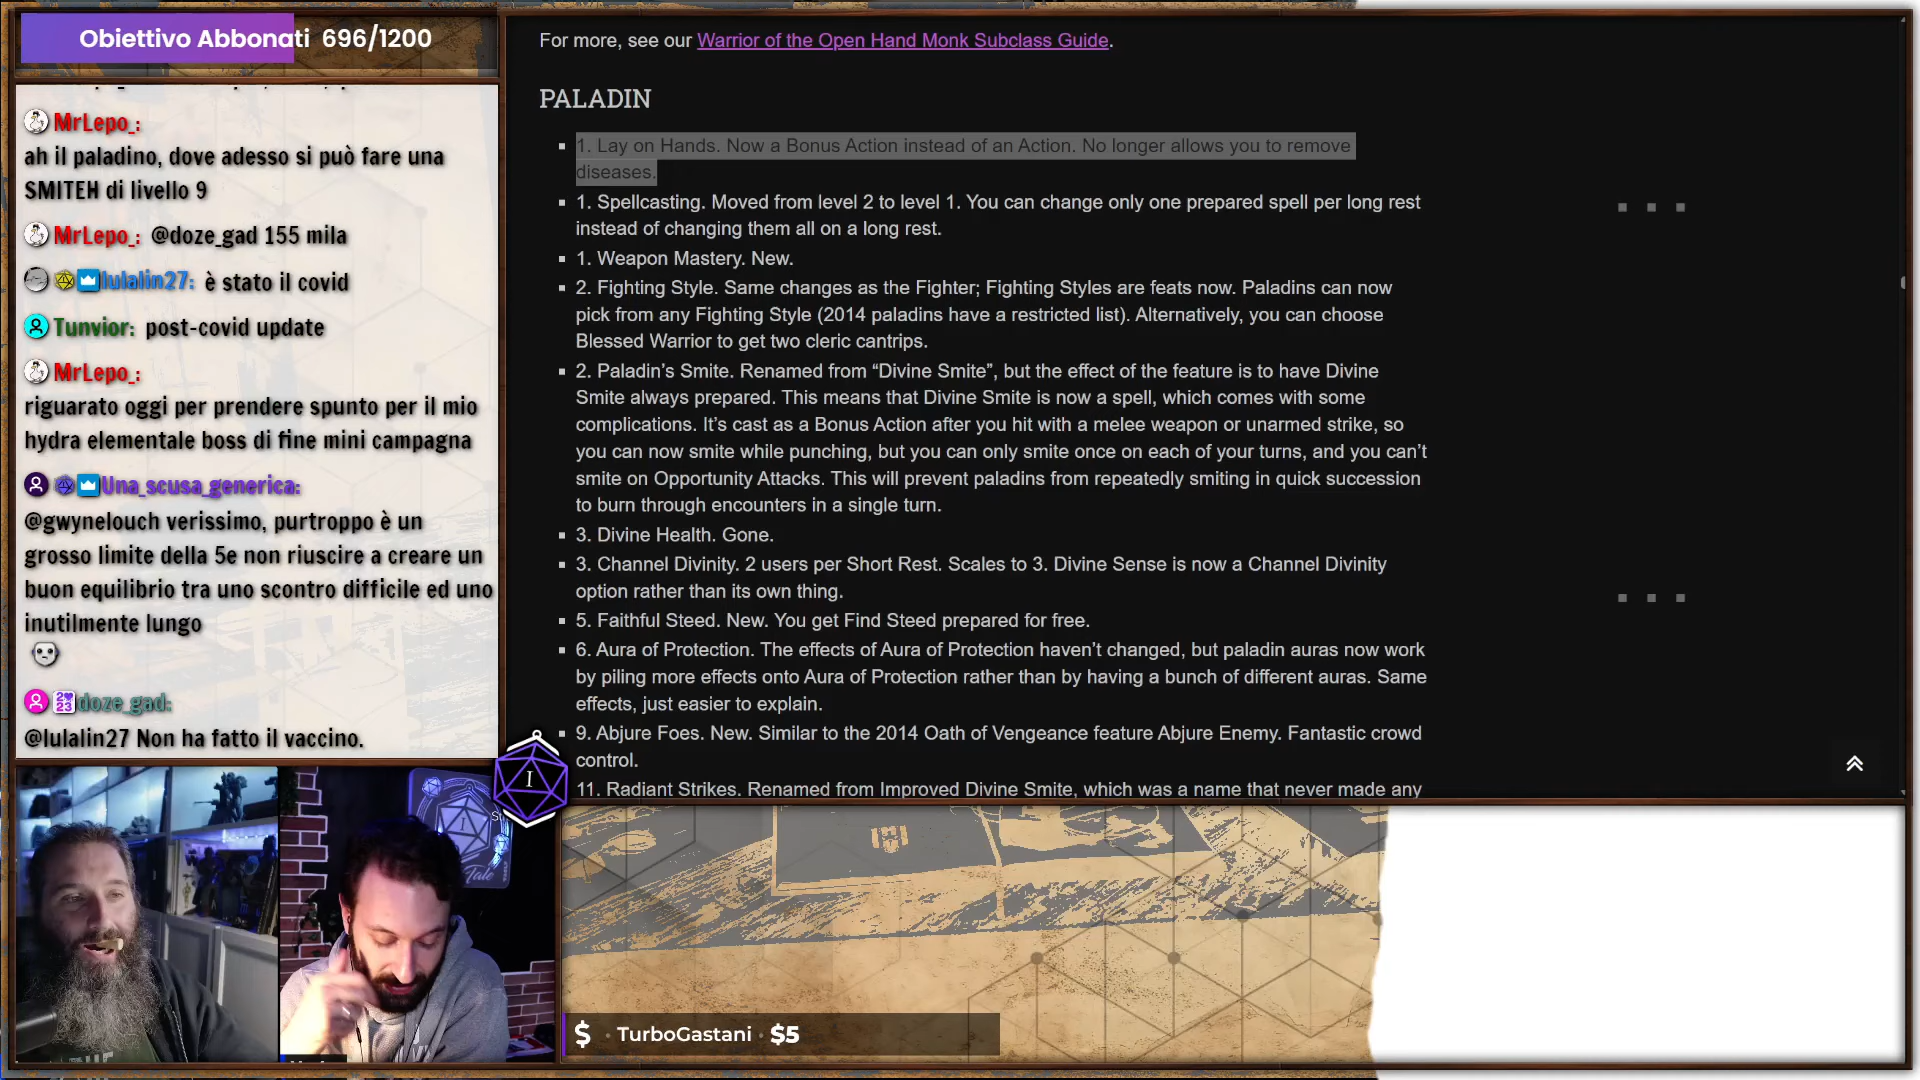 Obiettivo Abbonati 696/1200
MrLepo_:
ah il paladino, dove adesso si può fare una
SMITEH di livello 9
MrLepo_: @doze_gad 155 mila
lulalin27: è stato il covid
Tunvior: post-covid update
MrLepo_:
riguarato oggi per prendere spunto per il mio
hydra elementale boss di fine mini campagna
Una_scusa_generica:
@gwynelouch verissimo, purtroppo è un
grosso limite della 5e non riuscire a creare un
buon equilibrio tra uno scontro difficile ed uno
inutilmente lungo
doze_gad:
@lulalin27 Non ha fatto il vaccino.
For more, see our Warrior of the Open Hand Monk Subclass Guide.
PALADIN
1. Lay on Hands. Now a Bonus Action instead of an Action. No longer allows you to remove
diseases.
1. Spellcasting. Moved from level 2 to level 1. You can change only one prepared spell per long rest
instead of changing them all on a long rest.
1. Weapon Mastery. New.
2. Fighting Style. Same changes as the Fighter; Fighting Styles are feats now. Paladins can now
pick from any Fighting Style (2014 paladins have a restricted list). Alternatively, you can choose
Blessed Warrior to get two cleric cantrips.
2. Paladin’s Smite. Renamed from “Divine Smite”, but the effect of the feature is to have Divine
Smite always prepared. This means that Divine Smite is now a spell, which comes with some
complications. It’s cast as a Bonus Action after you hit with a melee weapon or unarmed strike, so
you can now smite while punching, but you can only smite once on each of your turns, and you can’t
smite on Opportunity Attacks. This will prevent paladins from repeatedly smiting in quick succession
to burn through encounters in a single turn.
3. Divine Health. Gone.
3. Channel Divinity. 2 users per Short Rest. Scales to 3. Divine Sense is now a Channel Divinity
option rather than its own thing.
5. Faithful Steed. New. You get Find Steed prepared for free.
6. Aura of Protection. The effects of Aura of Protection haven’t changed, but paladin auras now work
by piling more effects onto Aura of Protection rather than by having a bunch of different auras. Same
effects, just easier to explain.
9. Abjure Foes. New. Similar to the 2014 Oath of Vengeance feature Abjure Enemy. Fantastic crowd
control.
11. Radiant Strikes. Renamed from Improved Divine Smite, which was a name that never made any
I
Tale
$ · TurboGastani · $5